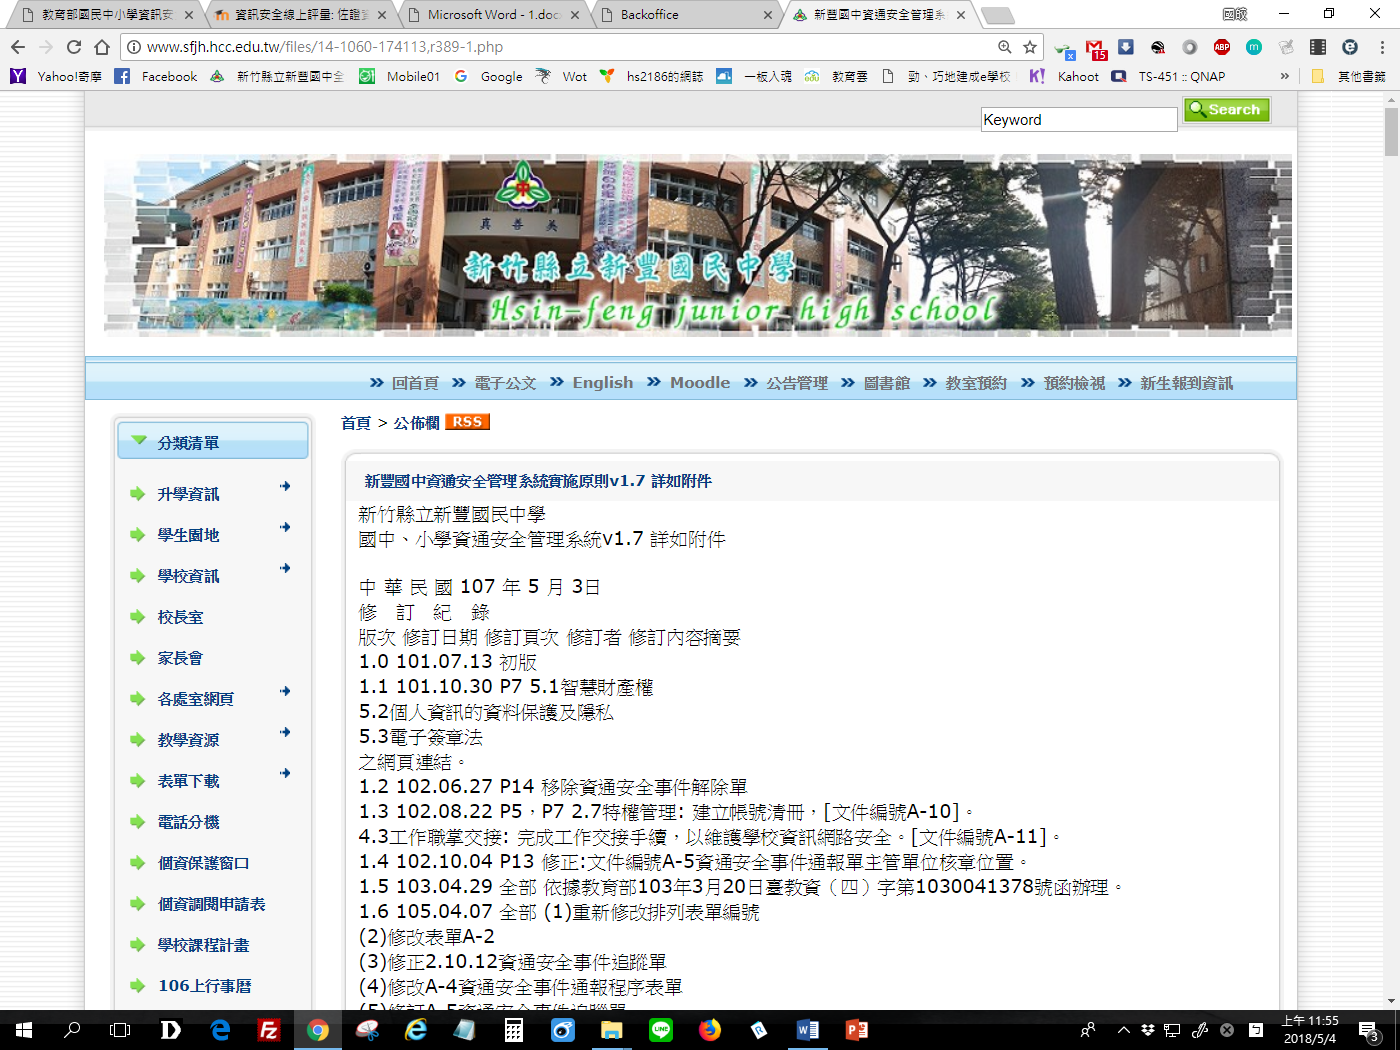 教育部國民中小學資訊安
資訊安全線上評量: 佐證資
Microsoft Word - 1.doc
Backoffice
新豐國中資通安全管理系
www.sfjh.hcc.edu.tw/files/14-1060-174113,r389-1.php
15
ABP
m
Yahoo!奇摩
Facebook
新竹縣立新豐國中全
Mobile01
Google
Wot
hs2186的網誌
一板入魂
教育雲
勁、巧地建成e學校
Kahoot
TS-451 :: QNAP
»
其他書籤
Keyword
Search
真善美
新竹縣立新豐國民中學
Hsin-feng junior high school
回首頁
電子公文
English
Moodle
公告管理
圖書館
教室預約
預約檢視
新生報到資訊
分類清單
升學資訊
學生園地
學校資訊
校長室
家長會
各處室網頁
教學資源
表單下載
電話分機
個資保護窗口
個資調閱申請表
學校課程計畫
106上行事曆
首頁 > 公佈欄 RSS
新豐國中資通安全管理系統實施原則v1.7 詳如附件
新竹縣立新豐國民中學
國中、小學資通安全管理系統v1.7 詳如附件
中 華 民 國 107 年 5 月 3日
修 訂 紀 錄
版次 修訂日期 修訂頁次 修訂者 修訂內容摘要
1.0 101.07.13 初版
1.1 101.10.30 P7 5.1智慧財產權
5.2個人資訊的資料保護及隱私
5.3電子簽章法
之網頁連結。
1.2 102.06.27 P14 移除資通安全事件解除單
1.3 102.08.22 P5，P7 2.7特權管理: 建立帳號清冊，[文件編號A-10]。
4.3工作職掌交接: 完成工作交接手續，以維護學校資訊網路安全。[文件編號A-11]。
1.4 102.10.04 P13 修正:文件編號A-5資通安全事件通報單主管單位核章位置。
1.5 103.04.29 全部 依據教育部103年3月20日臺教資（四）字第1030041378號函辦理。
1.6 105.04.07 全部 (1)重新修改排列表單編號
(2)修改表單A-2
(3)修正2.10.12資通安全事件追蹤單
(4)修改A-4資通安全事件通報程序表單
(5)修訂A-5資通安全事件追蹤單
上午 11:55
2018/5/4
3